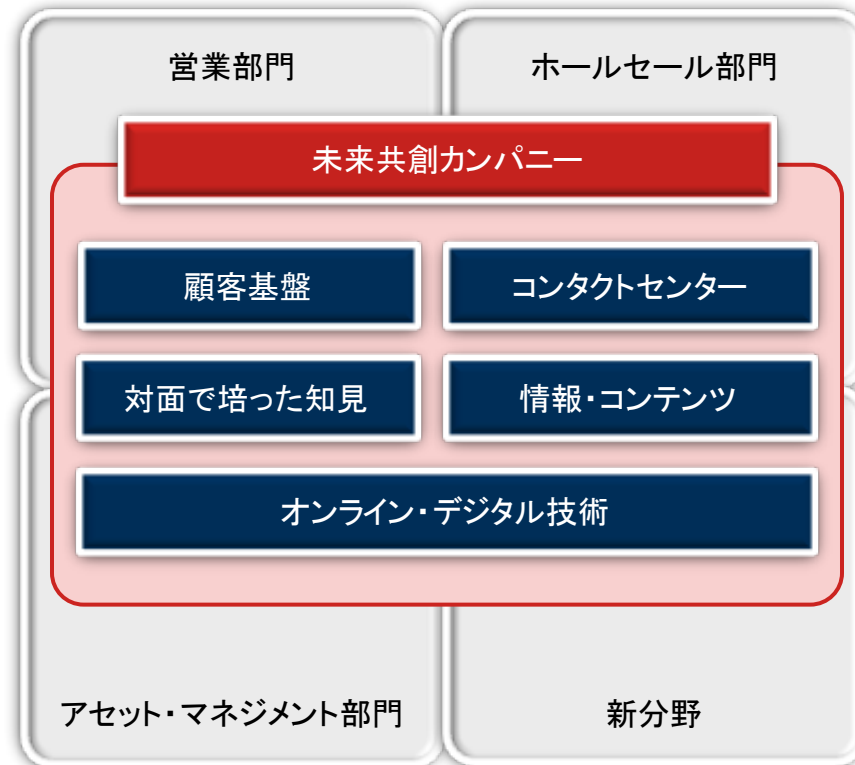 営業部門
ホールセール部門
未来共創カンパニー
顧客基盤
コンタクトセンター
対面で培った知見
情報・コンテンツ
オンライン・デジタル技術
アセット・マネジメント部門
新分野